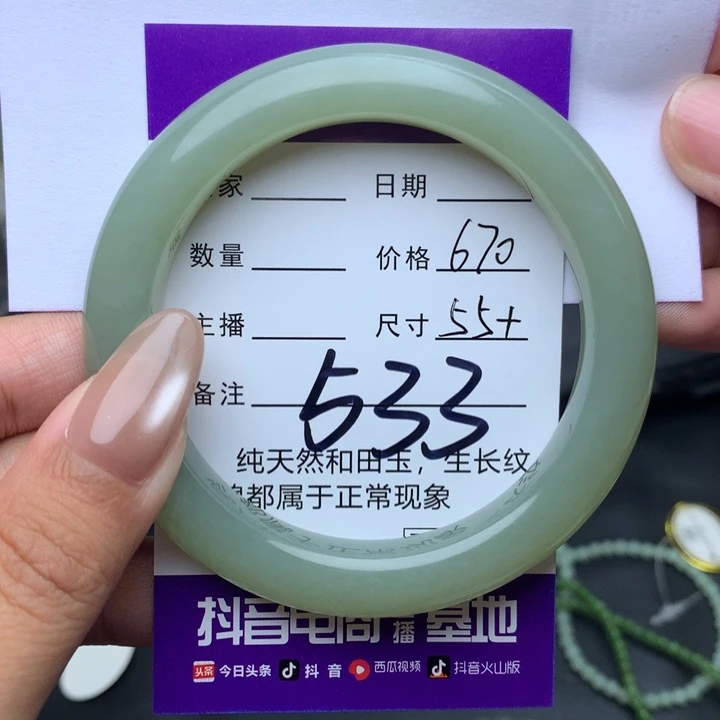 家 日期
数量 价格 670
主播 尺寸 55+
备注 533
纯天然和田玉，生长纹
都属于正常现象
抖音电商 播 基地
头条 今日头条 抖音 西瓜视频 抖音火山版